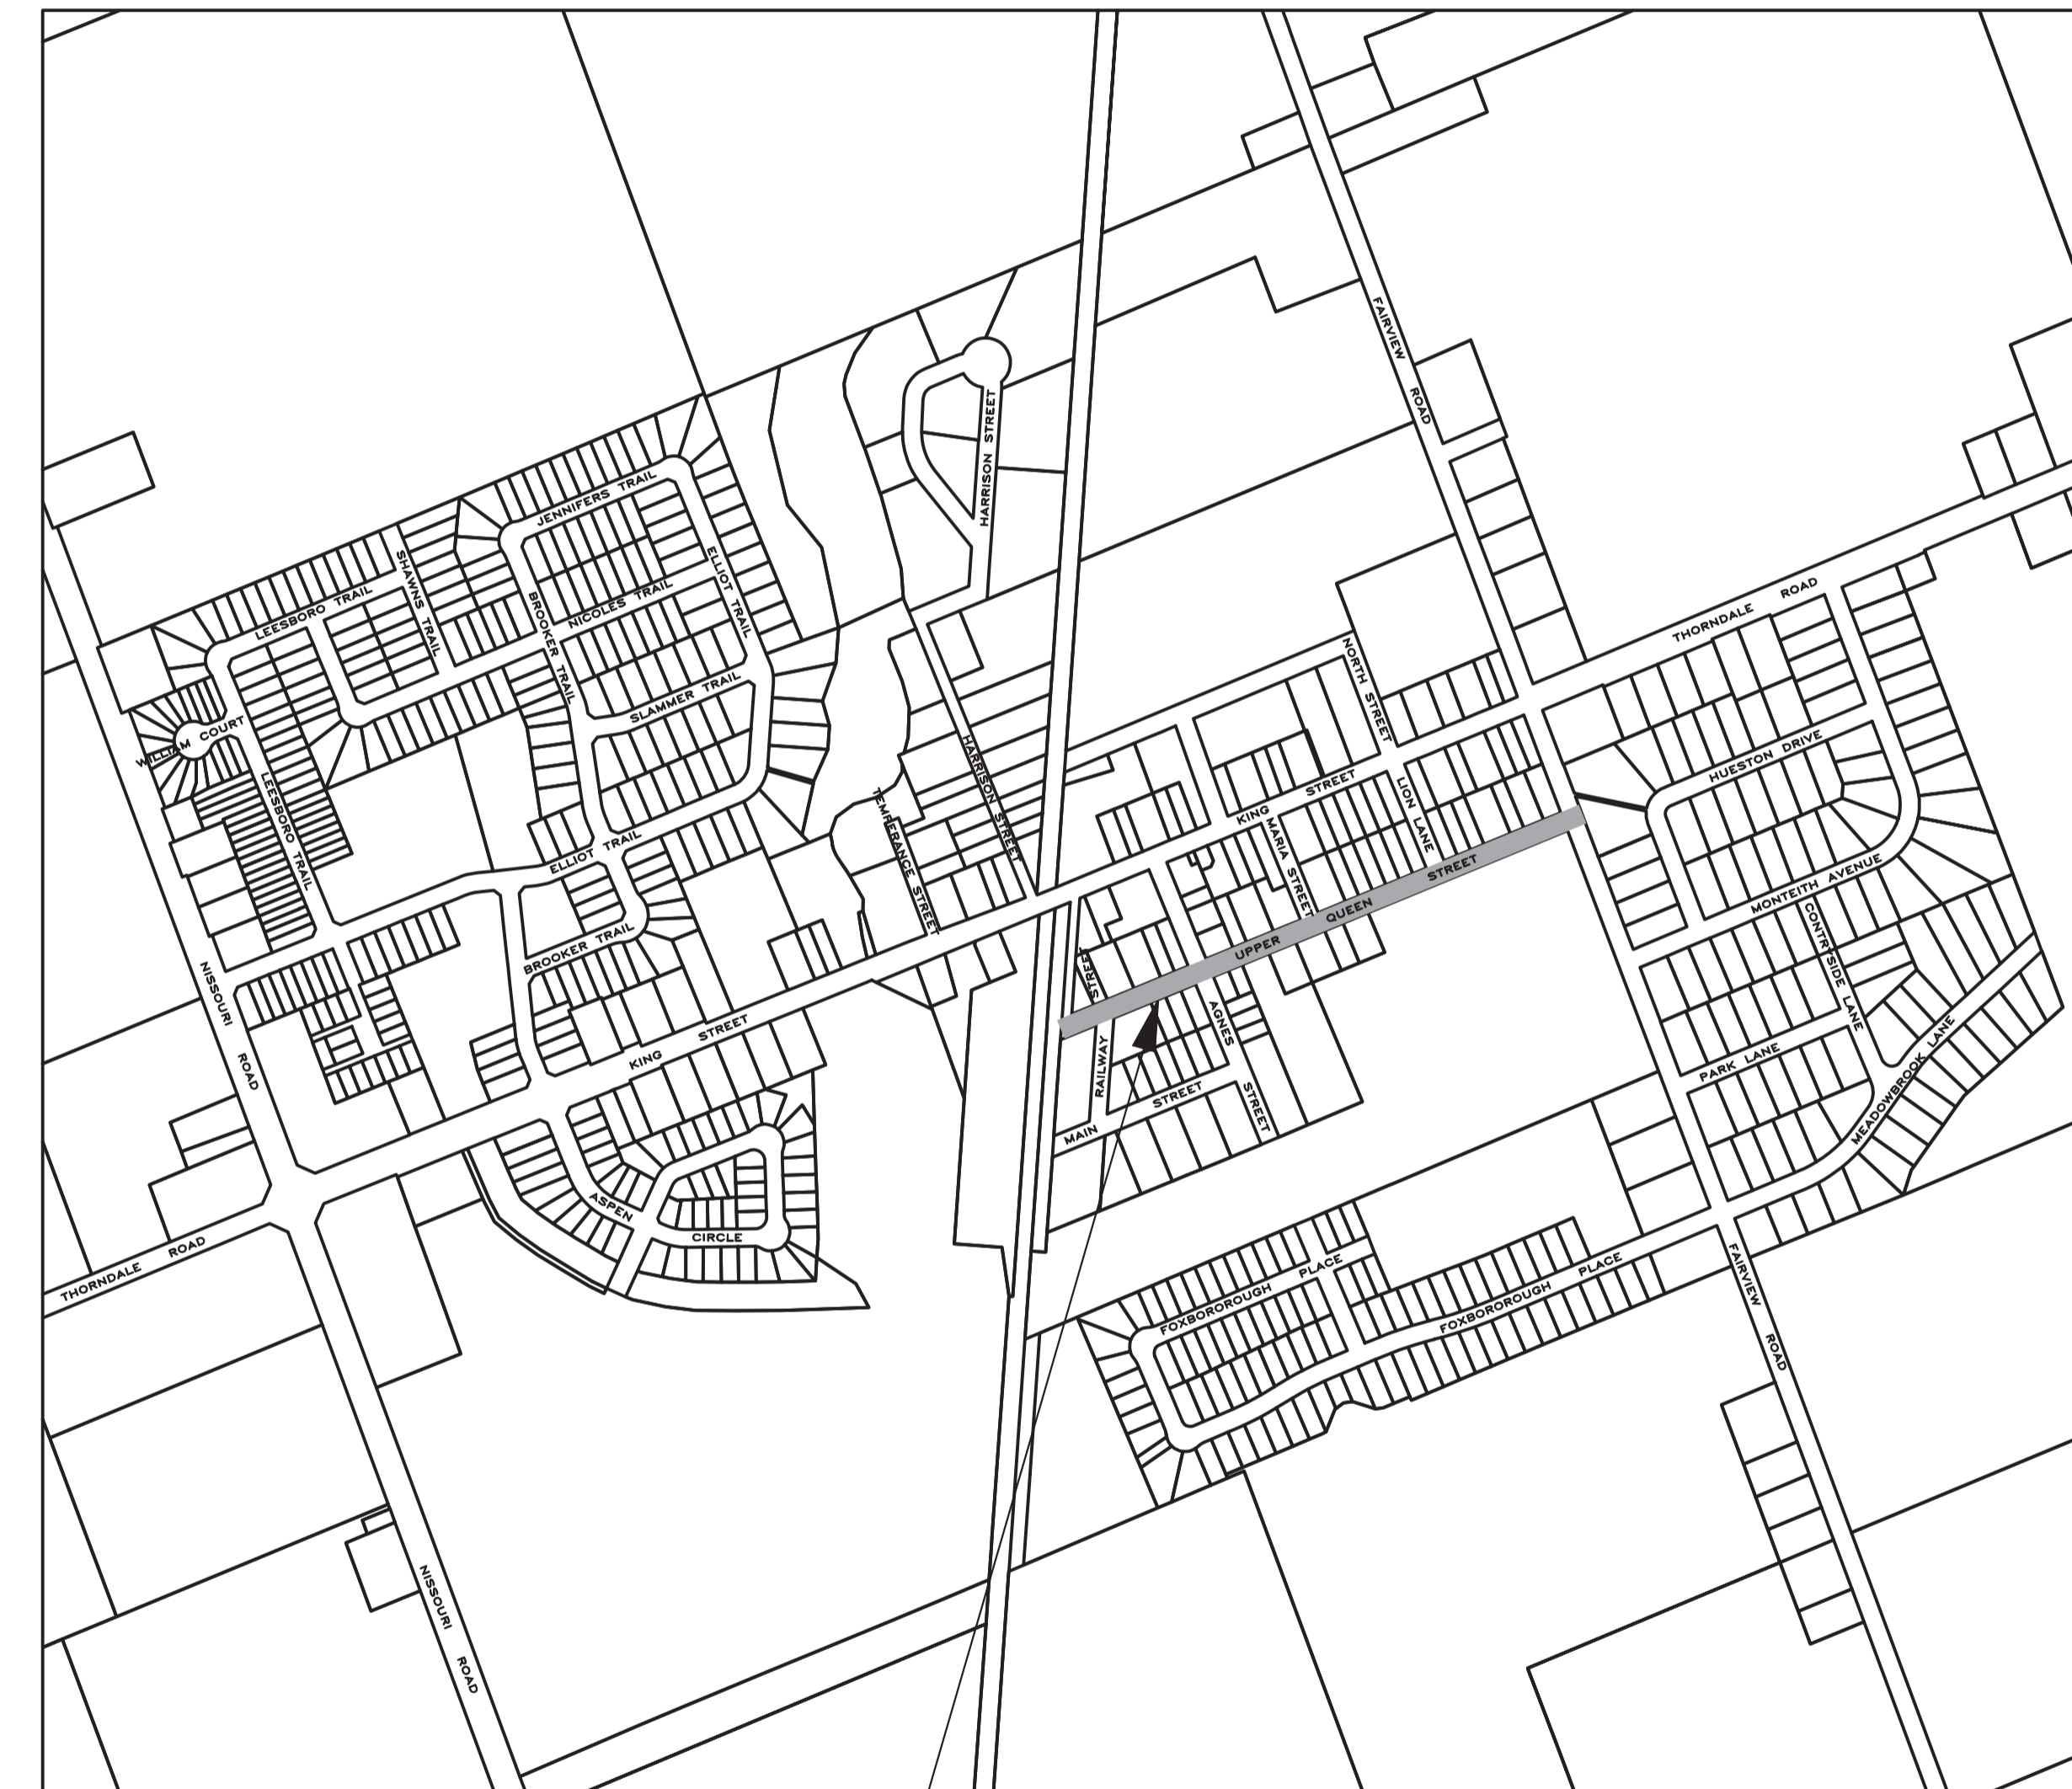 FAIRVIEW
ROAD
HARRISON STREET
JENNIFERS TRAIL
SHAWNS TRAIL
ELLIOT TRAIL
LEESBORO TRAIL
BROOKER TRAIL
NICOLES TRAIL
THORNDALE ROAD
NORTH STREET
SLAMMER TRAIL
WILLIAM COURT
HARRISON STREET
HUESTON DRIVE
LEESBORO TRAIL
TEMPERANCE STREET
KING STREET
LION LANE
MARIA STREET
ELLIOT TRAIL
UPPER QUEEN STREET
MONTEITH AVENUE
CONTRYSIDE LANE
BROOKER TRAIL
NISSOURI
ROAD
KING STREET
RAILWAY STREET
AGNES
STREET
PARK LANE
MEADOWBROOK LANE
MAIN STREET
ASPEN
CIRCLE
THORNDALE ROAD
FOXBOROUGH PLACE
FOXBOROUGH PLACE
FAIRVIEW
ROAD
NISSOURI
ROAD